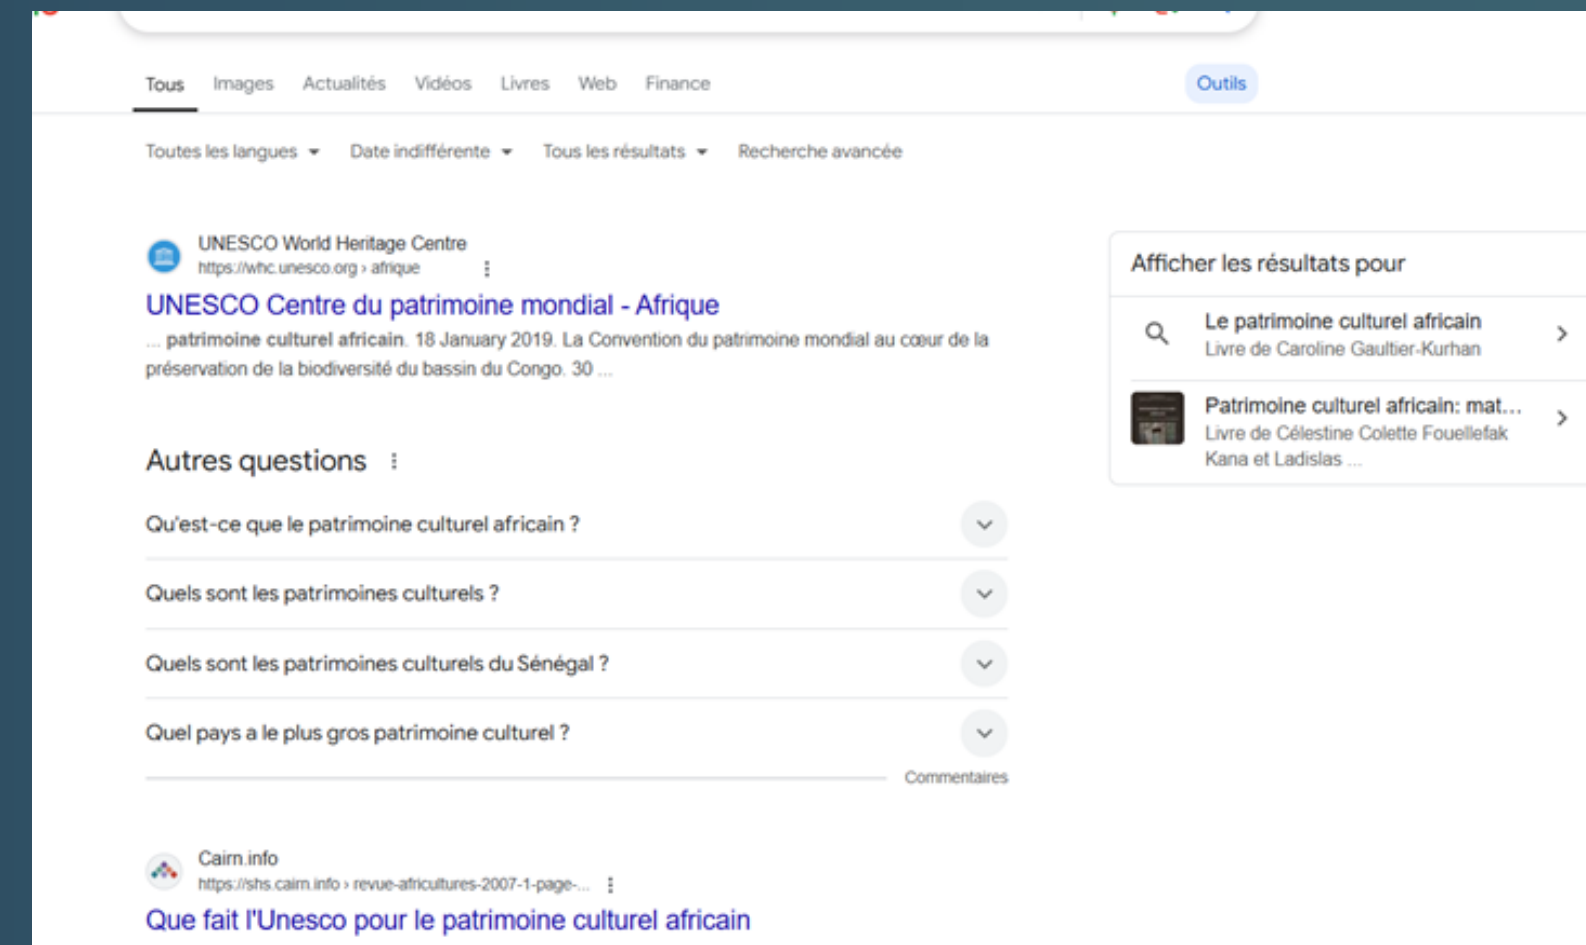 Tous Images Actualités Vidéos Livres Web Finance Outils
Toutes les langues Date indifférente Tous les résultats Recherche avancée
UNESCO World Heritage Centre
https://whc.unesco.org › afrique
UNESCO Centre du patrimoine mondial - Afrique
... patrimoine culturel africain. 18 January 2019. La Convention du patrimoine mondial au cœur de la
préservation de la biodiversité du bassin du Congo. 30 ...
Autres questions
Qu'est-ce que le patrimoine culturel africain ?
Quels sont les patrimoines culturels ?
Quels sont les patrimoines culturels du Sénégal ?
Quel pays a le plus gros patrimoine culturel ?
Commentaires
Cairn.info
https://shs.cairn.info › revue-africultures-2007-1-page-...
Que fait l'Unesco pour le patrimoine culturel africain
Afficher les résultats pour
Le patrimoine culturel africain
Livre de Caroline Gaultier-Kurhan
Patrimoine culturel africain: mat...
Livre de Célestine Colette Fouellefak
Kana et Ladislas ...